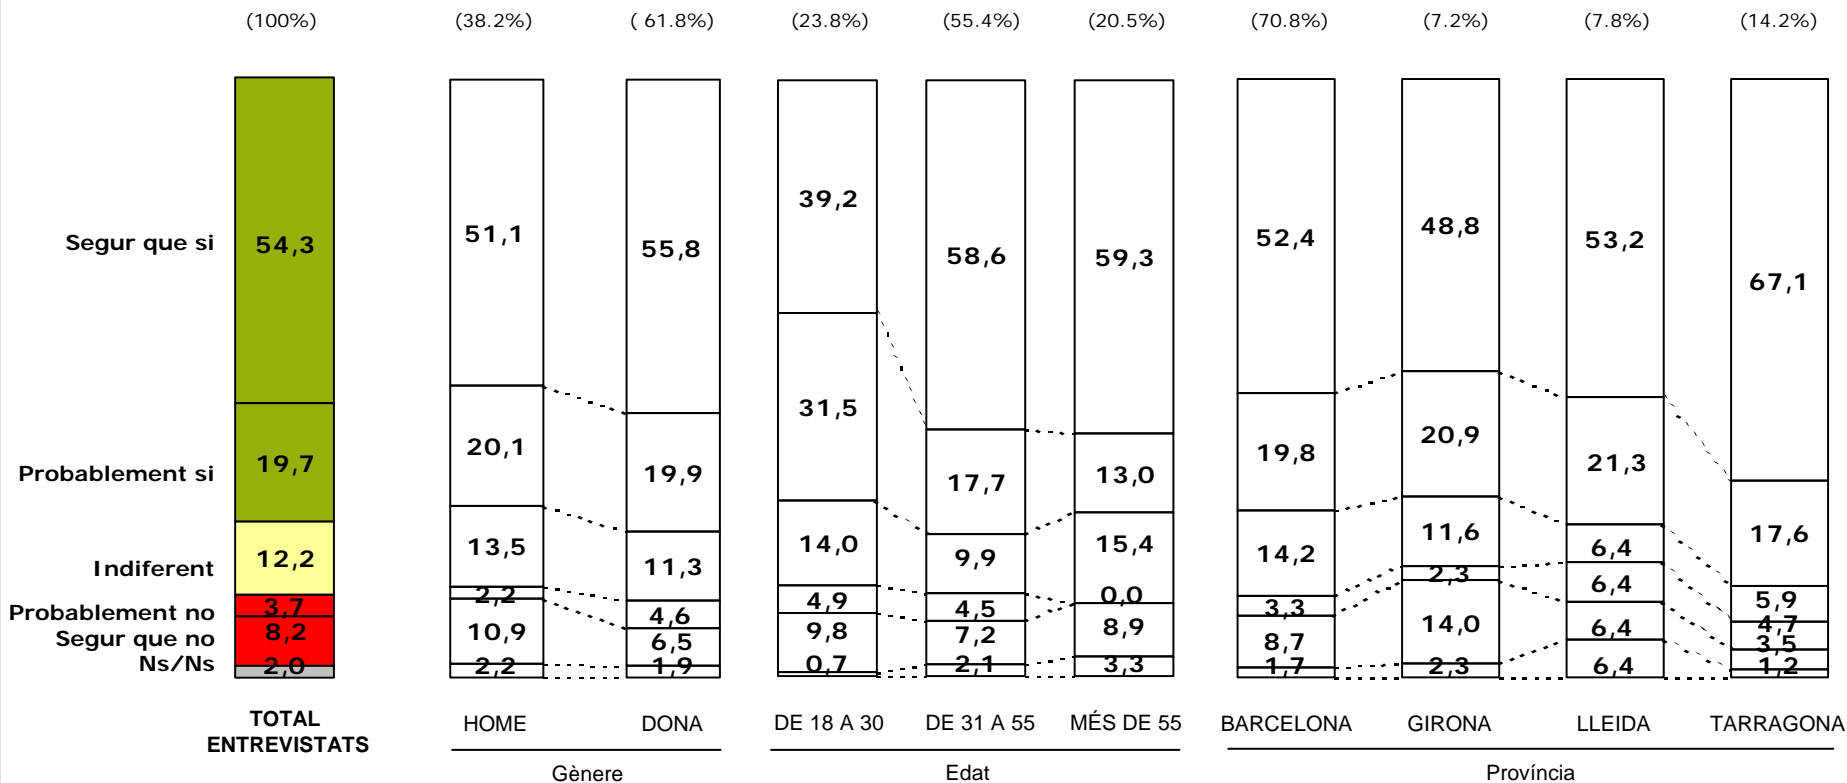 (100%) (38.2%) ( 61.8%) (23.8%) (55.4%) (20.5%) (70.8%) (7.2%) (7.8%) (14.2%)
Segur que si 54,3 51,1 55,8 39,2 58,6 59,3 52,4 48,8 53,2 67,1
Probablement si 19,7 20,1 19,9 31,5 17,7 13,0 19,8 20,9 21,3 17,6
Indiferent 12,2 13,5 11,3 14,0 9,9 15,4 14,2 11,6 6,4 5,9
Probablement no 3,7 2,2 4,6 4,9 4,5 0,0 3,3 2,3 6,4 4,7
Segur que no 8,2 10,9 6,5 9,8 7,2 8,9 8,7 14,0 6,4 3,5
Ns/Ns 2,0 2,2 1,9 0,7 2,1 3,3 1,7 2,3 6,4 1,2
TOTAL ENTREVISTATS HOME DONA DE 18 A 30 DE 31 A 55 MÉS DE 55 BARCELONA GIRONA LLEIDA TARRAGONA
Gènere Edat Província